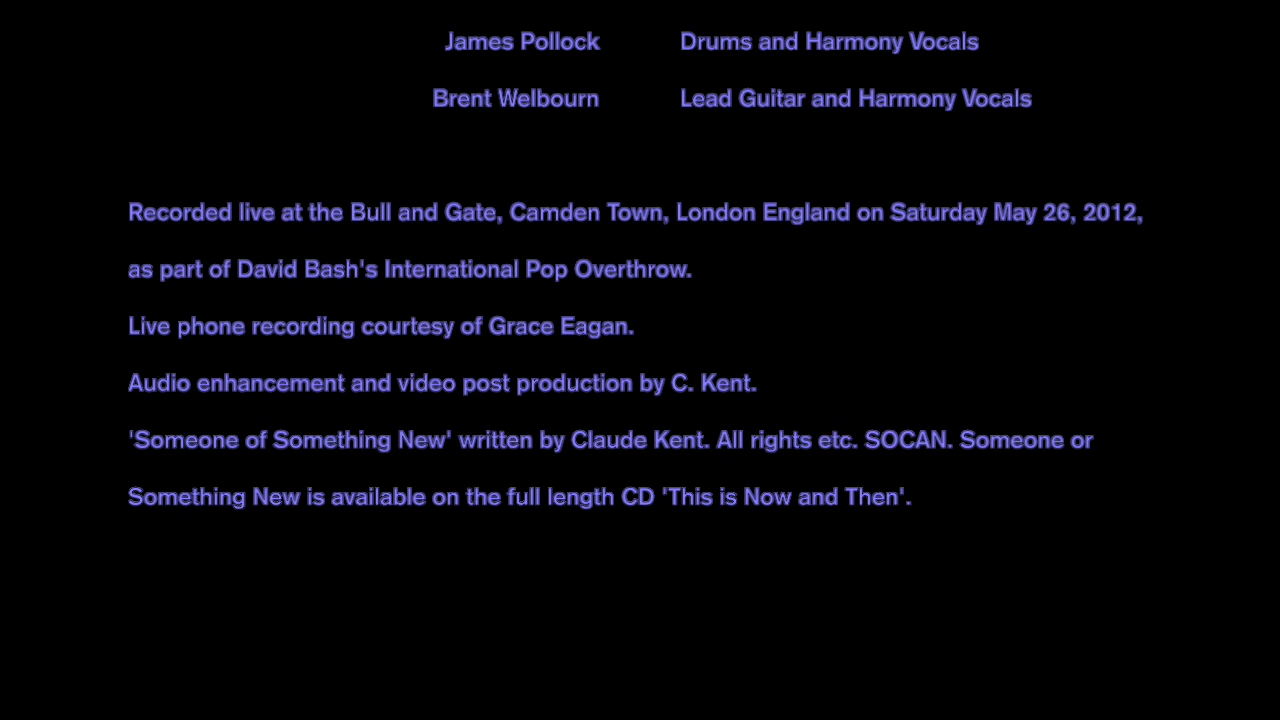 James Pollock Drums and Harmony Vocals
Brent Welbourn Lead Guitar and Harmony Vocals
Recorded live at the Bull and Gate, Camden Town, London England on Saturday May 26, 2012,
as part of David Bash's International Pop Overthrow.
Live phone recording courtesy of Grace Eagan.
Audio enhancement and video post production by C. Kent.
'Someone of Something New' written by Claude Kent. All rights etc. SOCAN. Someone or
Something New is available on the full length CD 'This is Now and Then'.